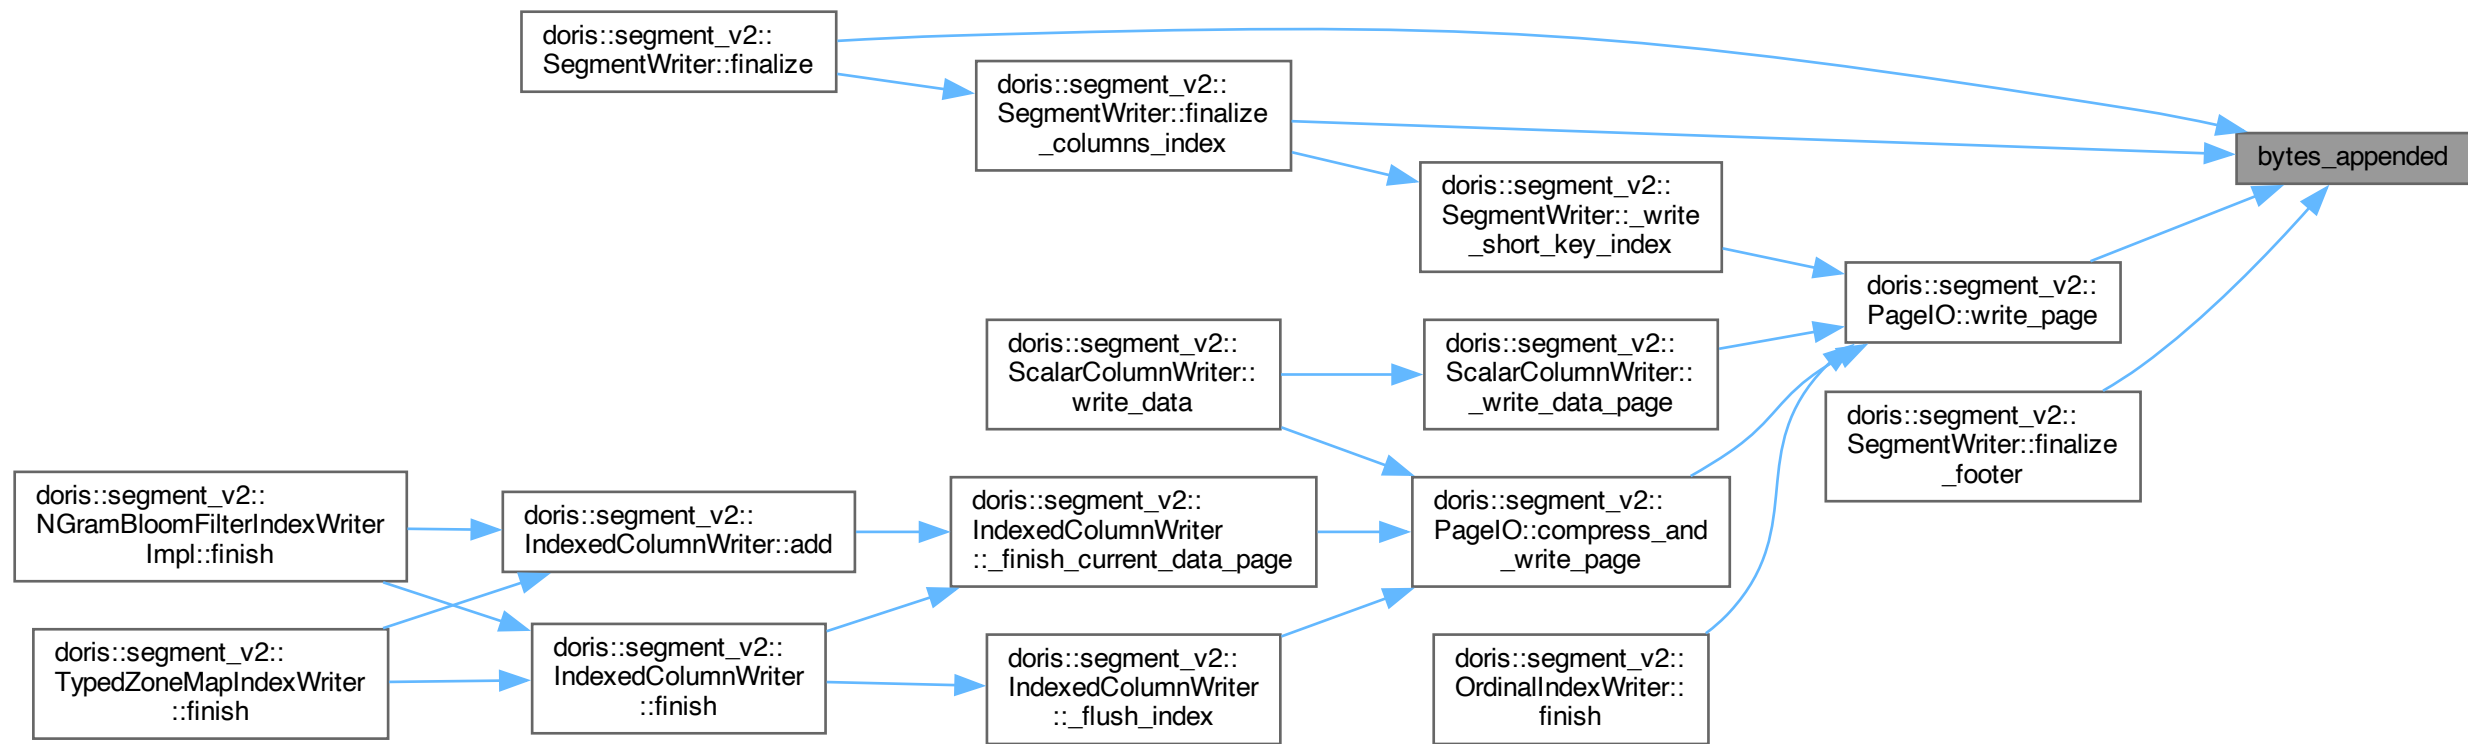 doris::segment_v2::
SegmentWriter::finalize
doris::segment_v2::
SegmentWriter::finalize
_columns_index
bytes_appended
doris::segment_v2::
SegmentWriter::_write
_short_key_index
doris::segment_v2::
PageIO::write_page
doris::segment_v2::
ScalarColumnWriter::
write_data
doris::segment_v2::
ScalarColumnWriter::
_write_data_page
doris::segment_v2::
SegmentWriter::finalize
_footer
doris::segment_v2::
NGramBloomFilterIndexWriter
Impl::finish
doris::segment_v2::
IndexedColumnWriter::add
doris::segment_v2::
IndexedColumnWriter
::_finish_current_data_page
doris::segment_v2::
PageIO::compress_and
_write_page
doris::segment_v2::
TypedZoneMapIndexWriter
::finish
doris::segment_v2::
IndexedColumnWriter
::finish
doris::segment_v2::
IndexedColumnWriter
::_flush_index
doris::segment_v2::
OrdinalIndexWriter::
finish